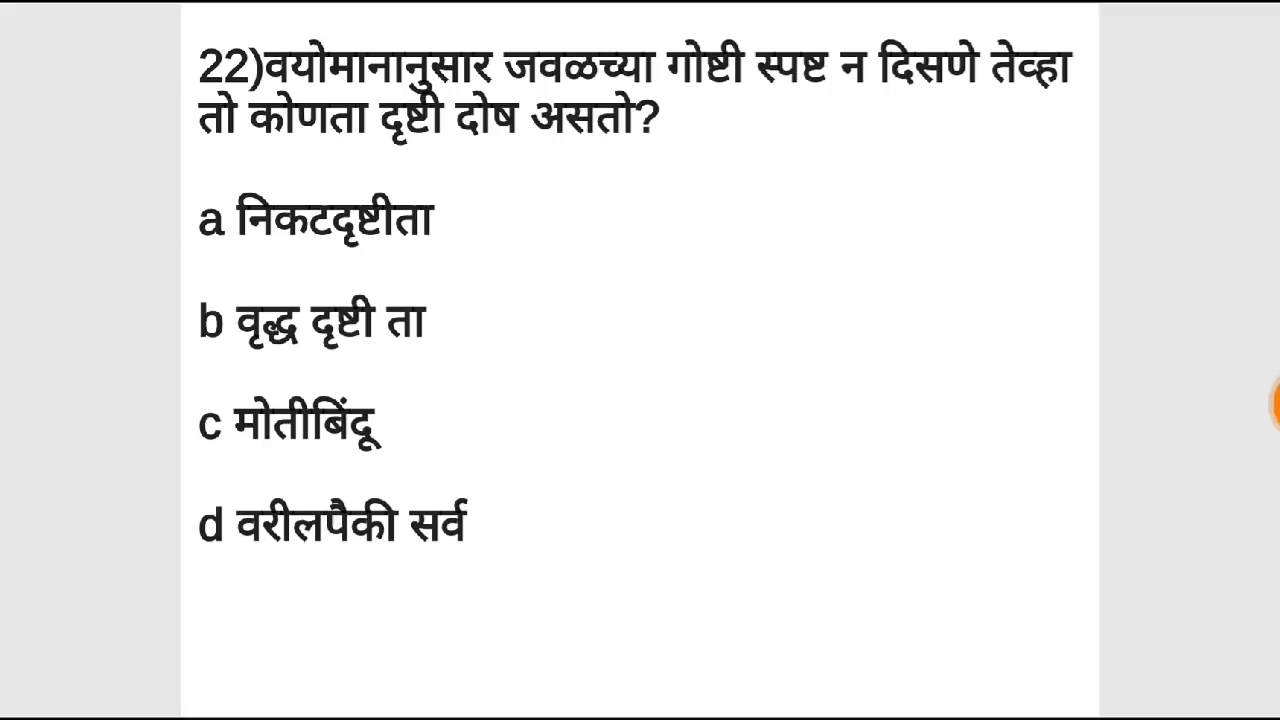 22)वयोमानानुसार जवळच्या गोष्टी स्पष्ट न दिसणे तेव्हा
तो कोणता दृष्टी दोष असतो?
a निकटदृष्टीता
b वृद्ध दृष्टी ता
c मोतीबिंदू
d वरीलपैकी सर्व